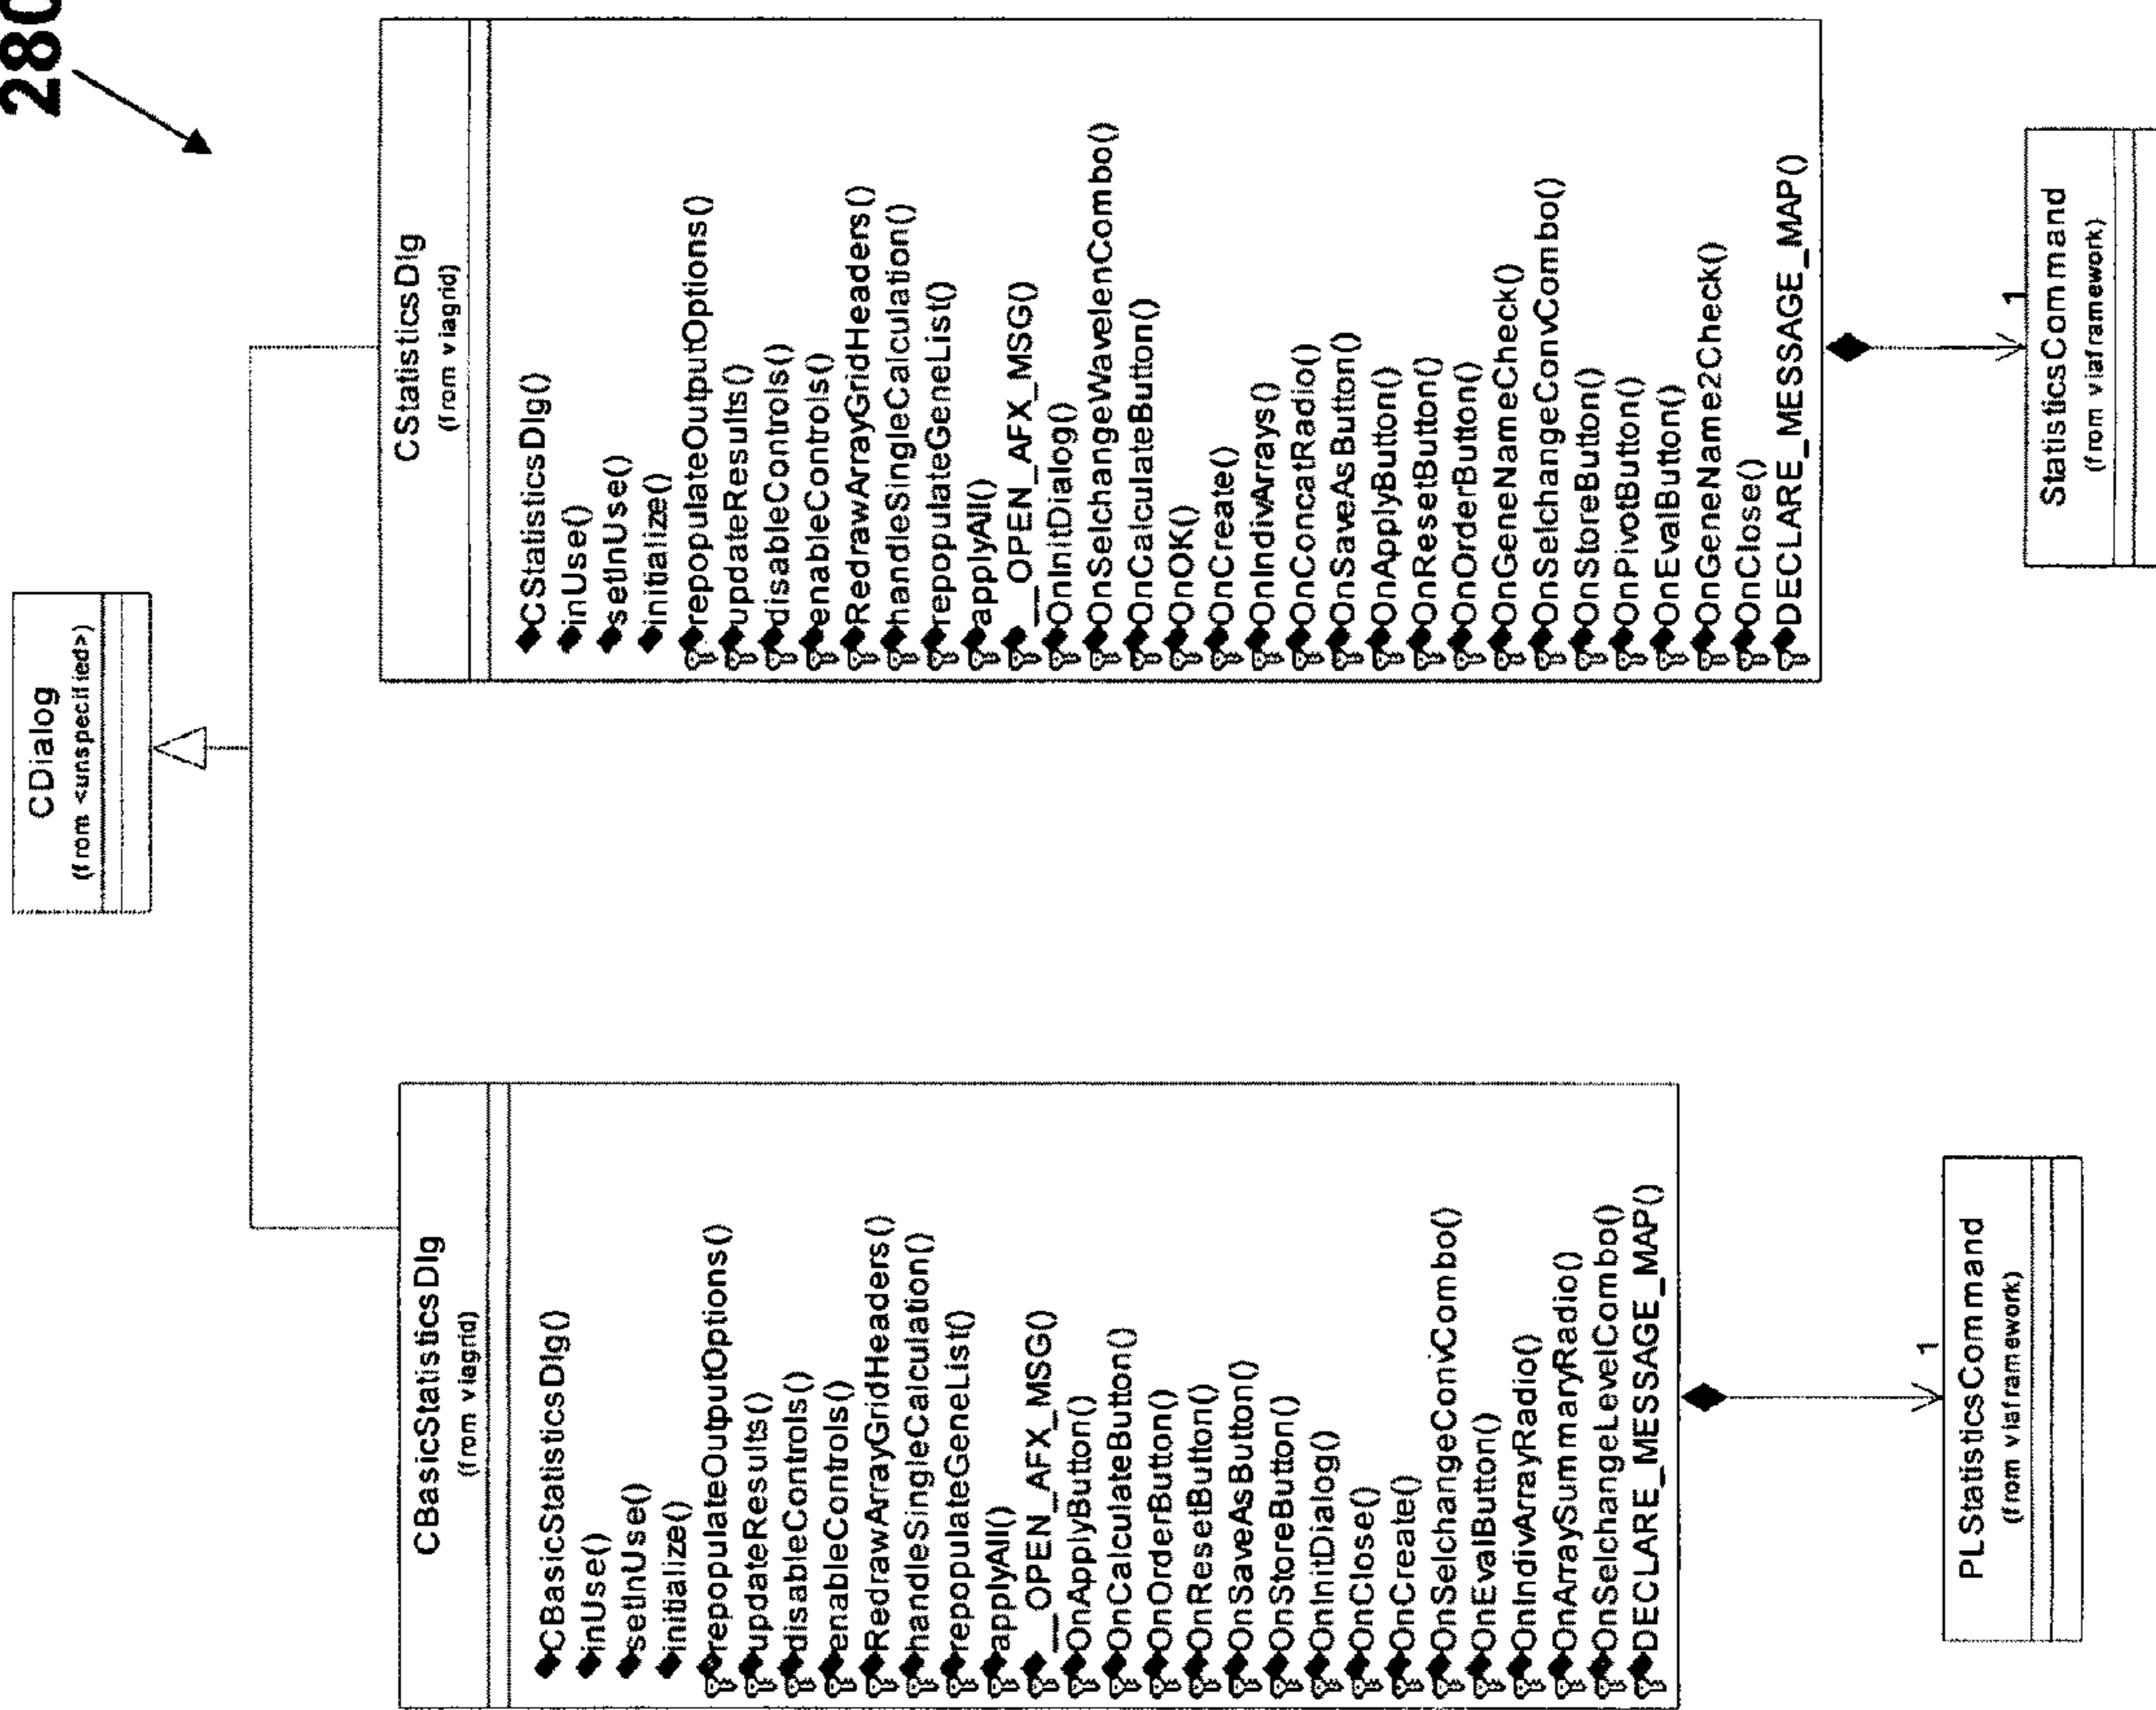 280
CDialog
(from <unspecified>)
CBasicStatisticsDlg
(from viagrid)
CBasicStatisticsDlg()
inUse()
setInUse()
initialize()
repopulateOutputOptions()
updateResults()
disableControls()
enableControls()
RedrawArrayGridHeaders()
handleSingleCalculation()
repopulateGeneList()
applyAll()
__OPEN_AFX_MSG()
OnApplyButton()
OnCalculateButton()
OnOrderButton()
OnResetButton()
OnSaveAsButton()
OnStoreButton()
OnInitDialog()
OnClose()
OnCreate()
OnSelchangeConvCombo()
OnEvalButton()
OnIndivArrayRadio()
OnArraySummaryRadio()
OnSelchangeLevelCombo()
DECLARE_MESSAGE_MAP()
1
PLStatisticsCommand
(from viaframework)
CStatisticsDlg
(from viagrid)
CStatisticsDlg()
inUse()
setInUse()
initialize()
repopulateOutputOptions()
updateResults()
disableControls()
enableControls()
RedrawArrayGridHeaders()
handleSingleCalculation()
repopulateGeneList()
applyAll()
__OPEN_AFX_MSG()
OnInitDialog()
OnSelchangeWavelenCombo()
OnCalculateButton()
OnOK()
OnCreate()
OnIndivArrays()
OnConcatRadio()
OnSaveAsButton()
OnApplyButton()
OnResetButton()
OnOrderButton()
OnGeneNameCheck()
OnSelchangeConvCombo()
OnStoreButton()
OnPivotButton()
OnEvalButton()
OnGeneName2Check()
OnClose()
DECLARE_MESSAGE_MAP()
1
StatisticsCommand
(from viaframework)